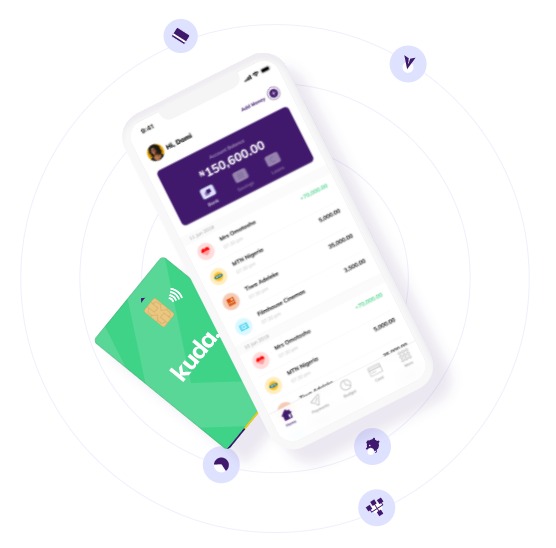 9:41
Hi, Dami
Add Money
Account Balance
₦150,600.00
Bank
Savings
+70,000.00
Mrs Omotosho
5,000.00
MTN Nigeria
35,000.00
Tiwa Adeleke
3,500.00
Filmhouse Cinemas
+70,000.00
Mrs Omotosho
5,000.00
MTN Nigeria
Home
Payments
Budget
Card
More
kuda.